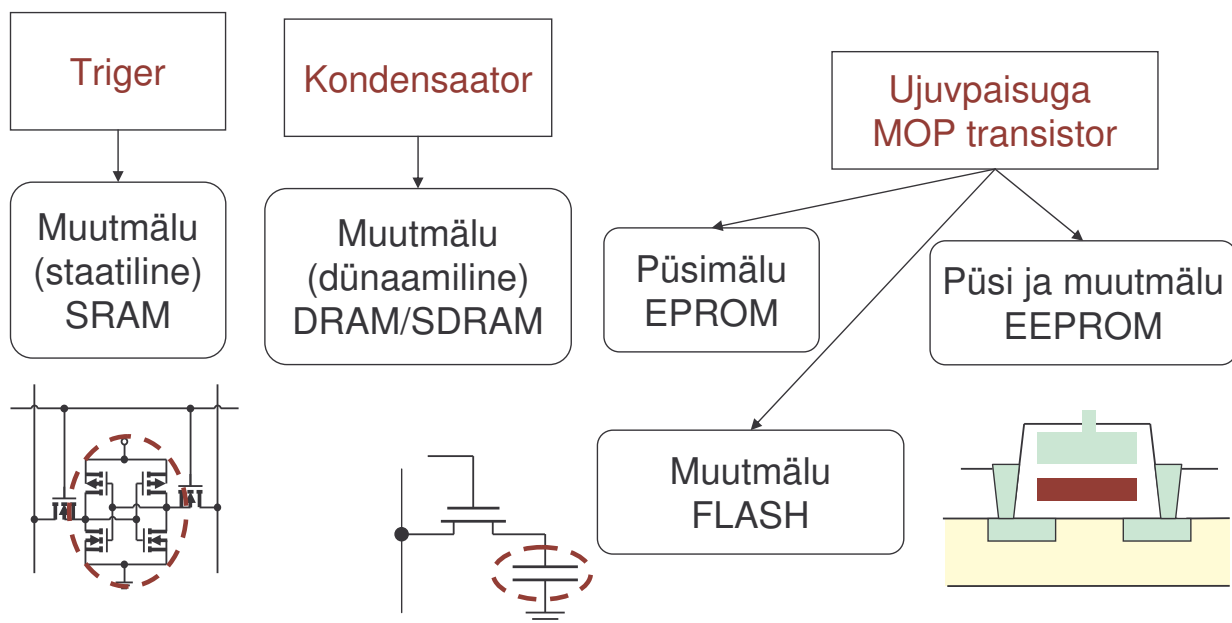 Triger
Kondensaator
Ujuvpaisuga
MOP transistor
Muutmälu
(staatiline)
SRAM
Muutmälu
(dünaamiline)
DRAM/SDRAM
Püsimälu
EPROM
Püsi ja muutmälu
EEPROM
Muutmälu
FLASH